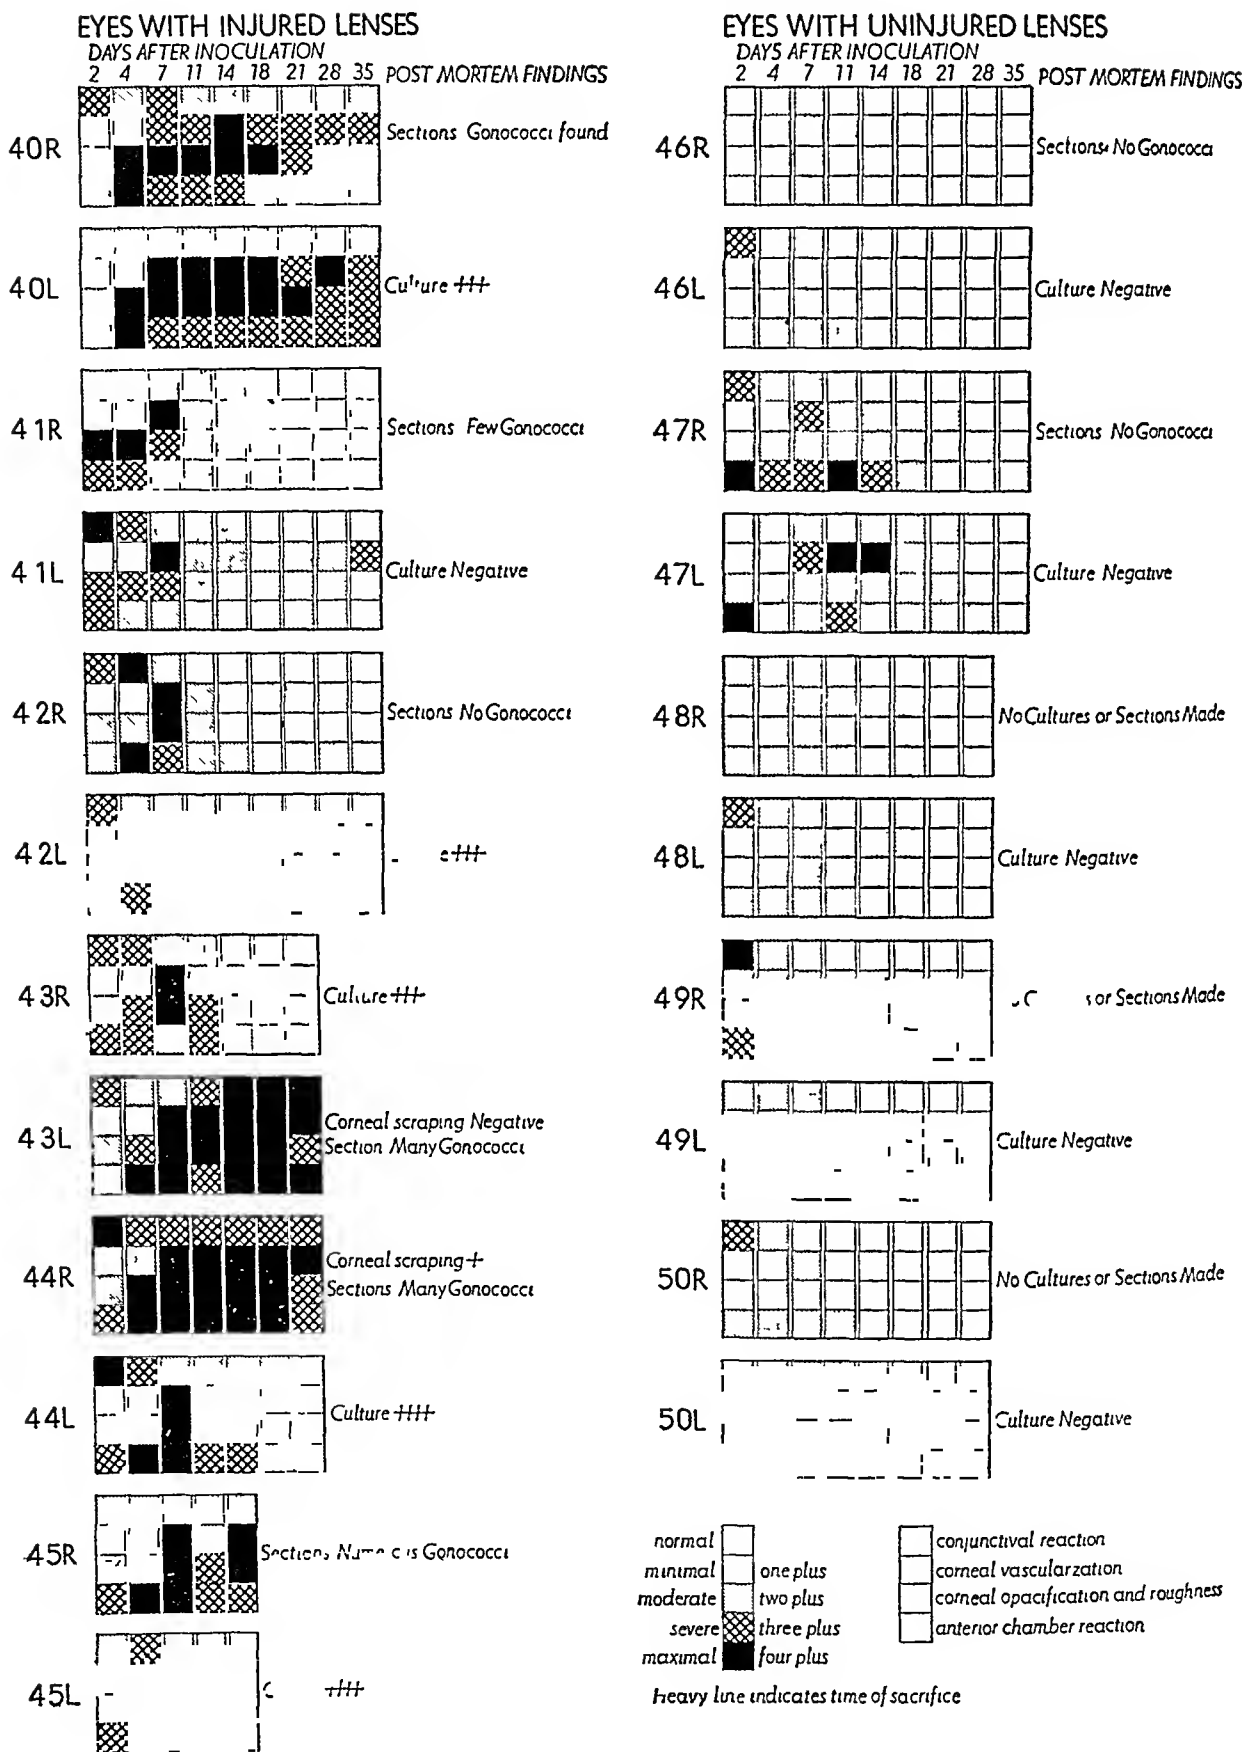 EYES WITH INJURED LENSES
DAYS AFTER INOCULATION
2 4 7 11 14 18 21 28 35 POST MORTEM FINDINGS
40R Sections Gonococci found
40L Culture +++
41R Sections Few Gonococci
41L Culture Negative
42R Sections No Gonococci
42L +++
43R Culture +++
43L Corneal scraping Negative
Section Many Gonococci
44R Corneal scraping +
Sections Many Gonococci
44L Culture ++++
45R Sections Gonococci
45L +++
EYES WITH UNINJURED LENSES
DAYS AFTER INOCULATION
2 4 7 11 14 18 21 28 35 POST MORTEM FINDINGS
46R Sections No Gonococci
46L Culture Negative
47R Sections No Gonococci
47L Culture Negative
48R No Cultures or Sections Made
48L Culture Negative
49R or Sections Made
49L Culture Negative
50R No Cultures or Sections Made
50L Culture Negative
normal
minimal one plus
moderate two plus
severe three plus
maximal four plus
conjunctival reaction
corneal vascularzation
corneal opacification and roughness
anterior chamber reaction
heavy line indicates time of sacrifice